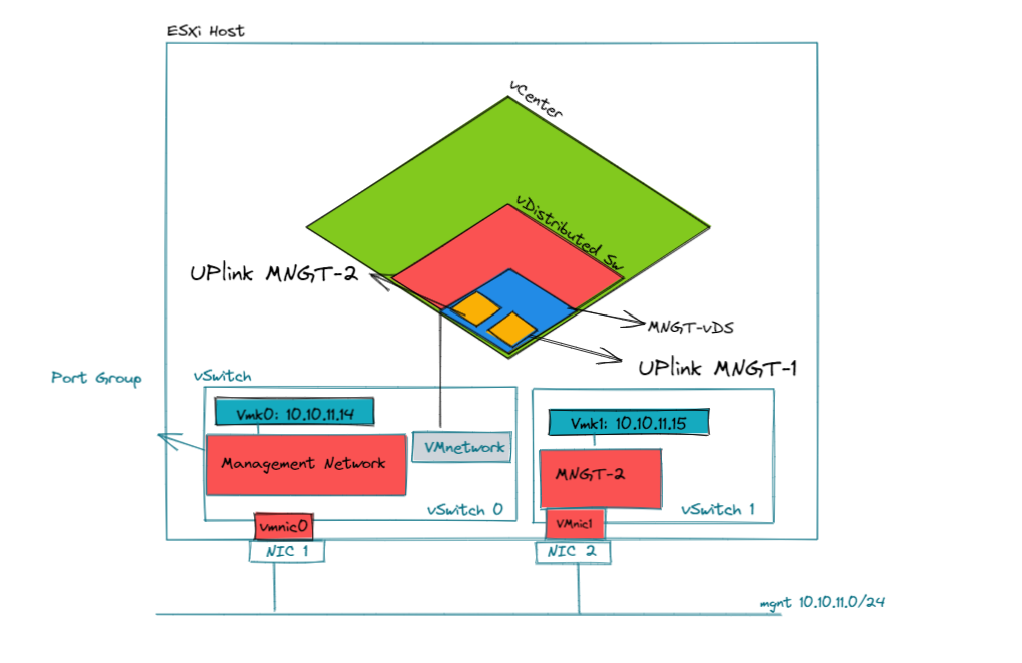 ESXi Host
vCenter
vDistributed Sw
UPlink MNGT-2
MNGT-vDS
UPlink MNGT-1
Port Group
vSwitch
Vmk0: 10.10.11.14
Vmk1: 10.10.11.15
VMnetwork
Management Network
MNGT-2
vSwitch 0
vSwitch 1
vmnic0
VMnic1
NIC 1
NIC 2
mgnt 10.10.11.0/24